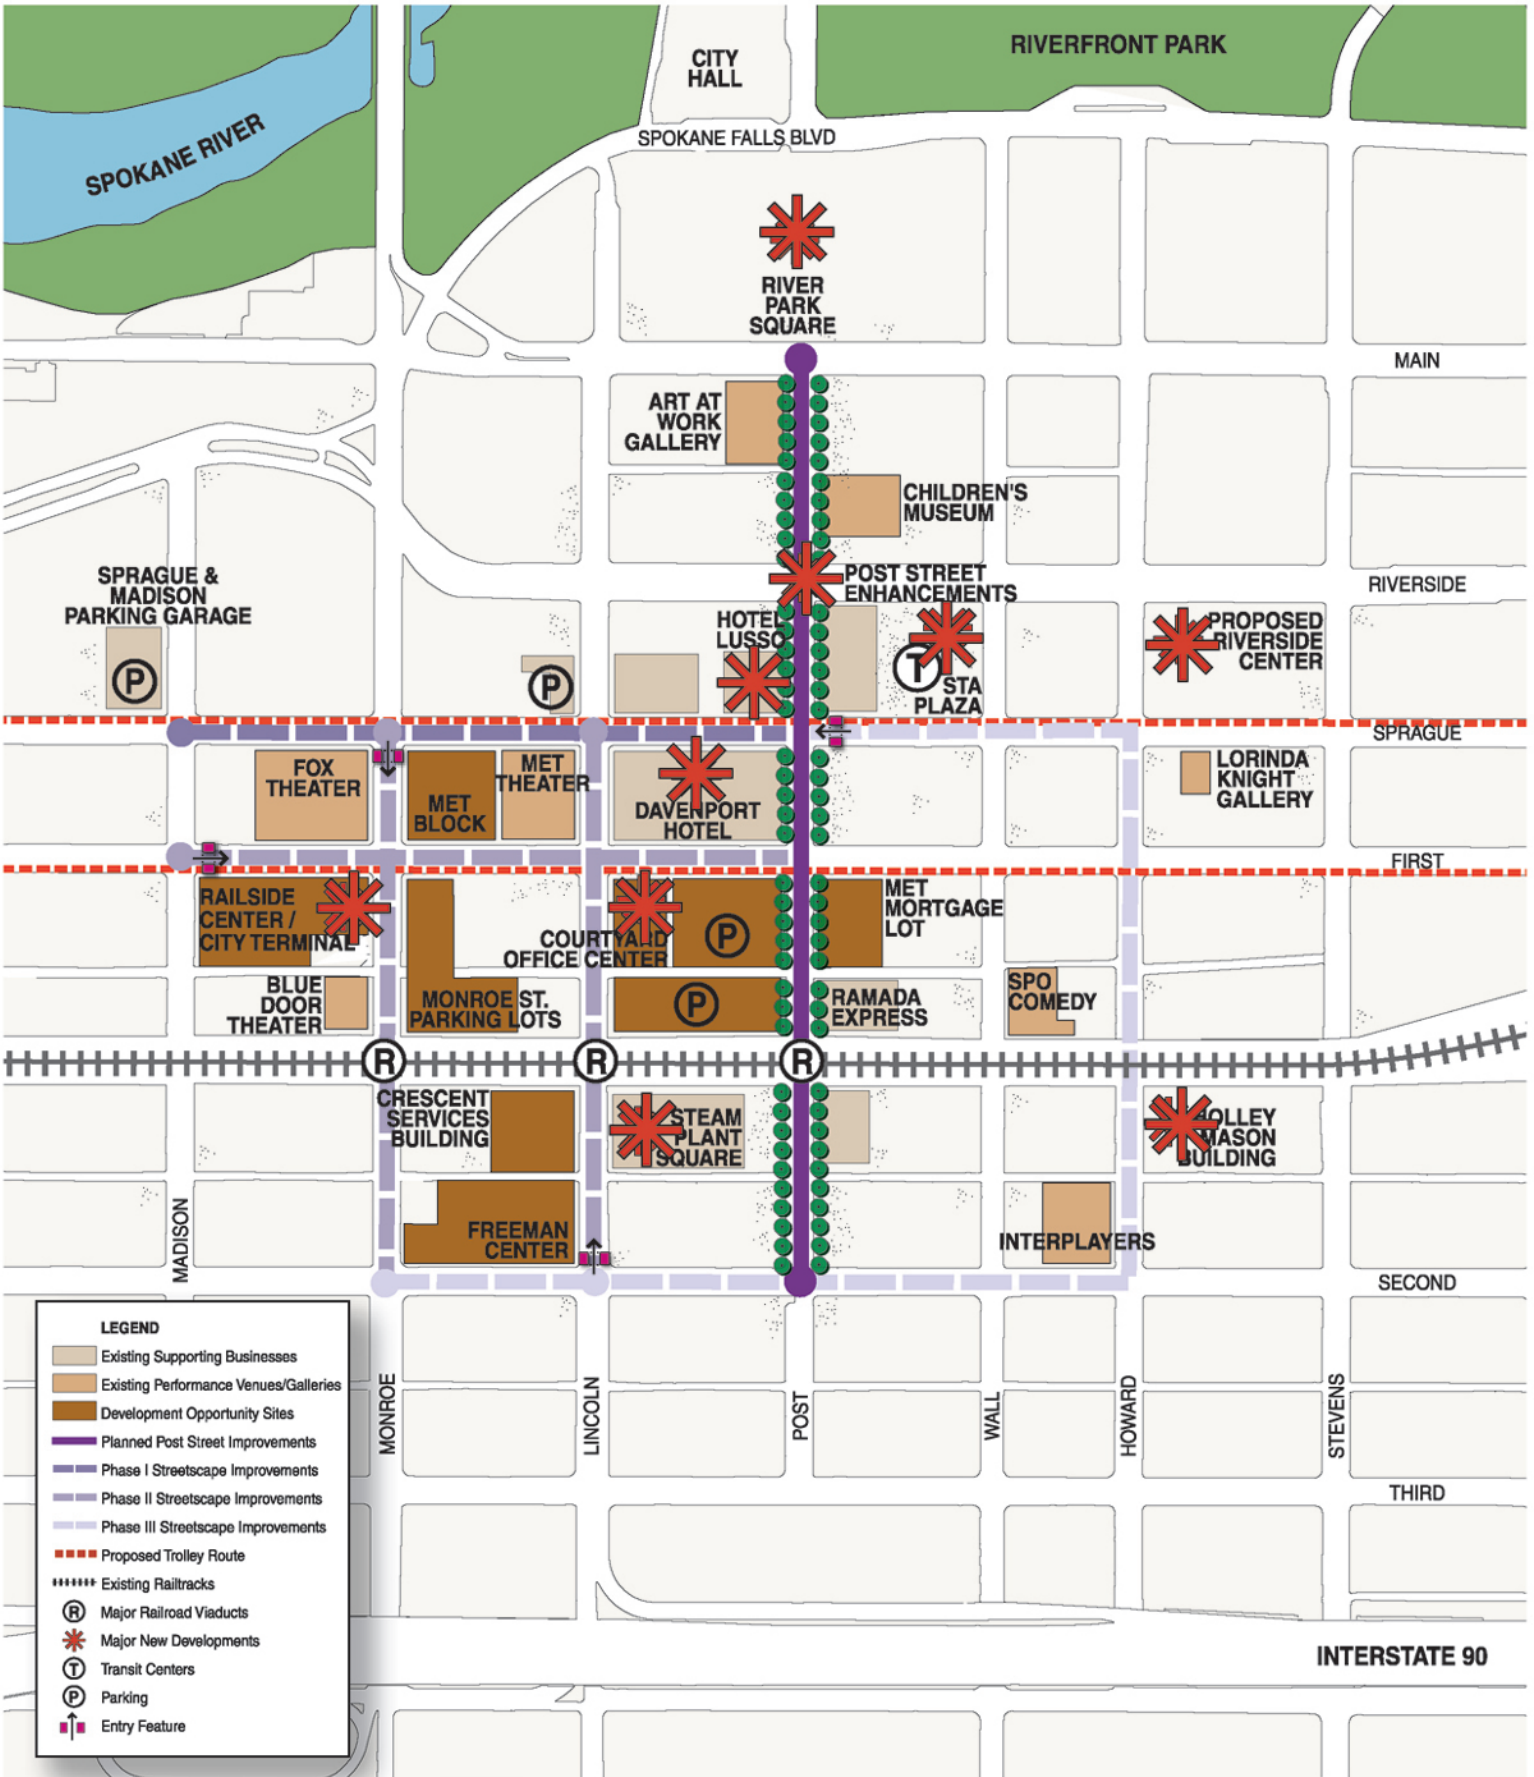 CITY
HALL
RIVERFRONT PARK
SPOKANE FALLS BLVD
SPOKANE RIVER
RIVER
PARK
SQUARE
MAIN
ART AT
WORK
GALLERY
CHILDREN'S
MUSEUM
POST STREET
ENHANCEMENTS
RIVERSIDE
SPRAGUE &
MADISON
PARKING GARAGE
P
P
HOTEL
LUSSO
T
STA
PLAZA
PROPOSED
RIVERSIDE
CENTER
SPRAGUE
FOX
THEATER
MET
BLOCK
MET
THEATER
DAVENPORT
HOTEL
LORINDA
KNIGHT
GALLERY
FIRST
RAILSIDE
CENTER /
CITY TERMINAL
COURTYARD
OFFICE CENTER
P
MET
MORTGAGE
LOT
BLUE
DOOR
THEATER
MONROE ST.
PARKING LOTS
P
RAMADA
EXPRESS
SPO
COMEDY
R
R
R
CRESCENT
SERVICES
BUILDING
STEAM
PLANT
SQUARE
HOLLEY
MASON
BUILDING
FREEMAN
CENTER
INTERPLAYERS
MADISON
SECOND
MONROE
LINCOLN
POST
WALL
HOWARD
STEVENS
THIRD
INTERSTATE 90
LEGEND
Existing Supporting Businesses
Existing Performance Venues/Galleries
Development Opportunity Sites
Planned Post Street Improvements
Phase I Streetscape Improvements
Phase II Streetscape Improvements
Phase III Streetscape Improvements
Proposed Trolley Route
Existing Railtracks
R Major Railroad Viaducts
Major New Developments
T Transit Centers
P Parking
Entry Feature